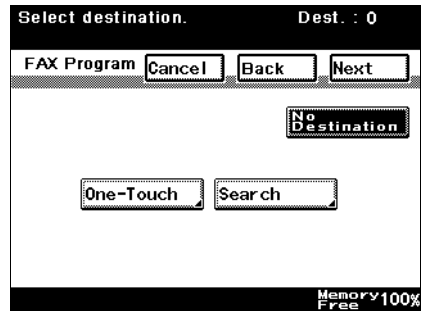 Select destination. Dest. : 0
FAX Program Cancel Back Next
No
Destination
One-Touch Search
Memory
Free 100%